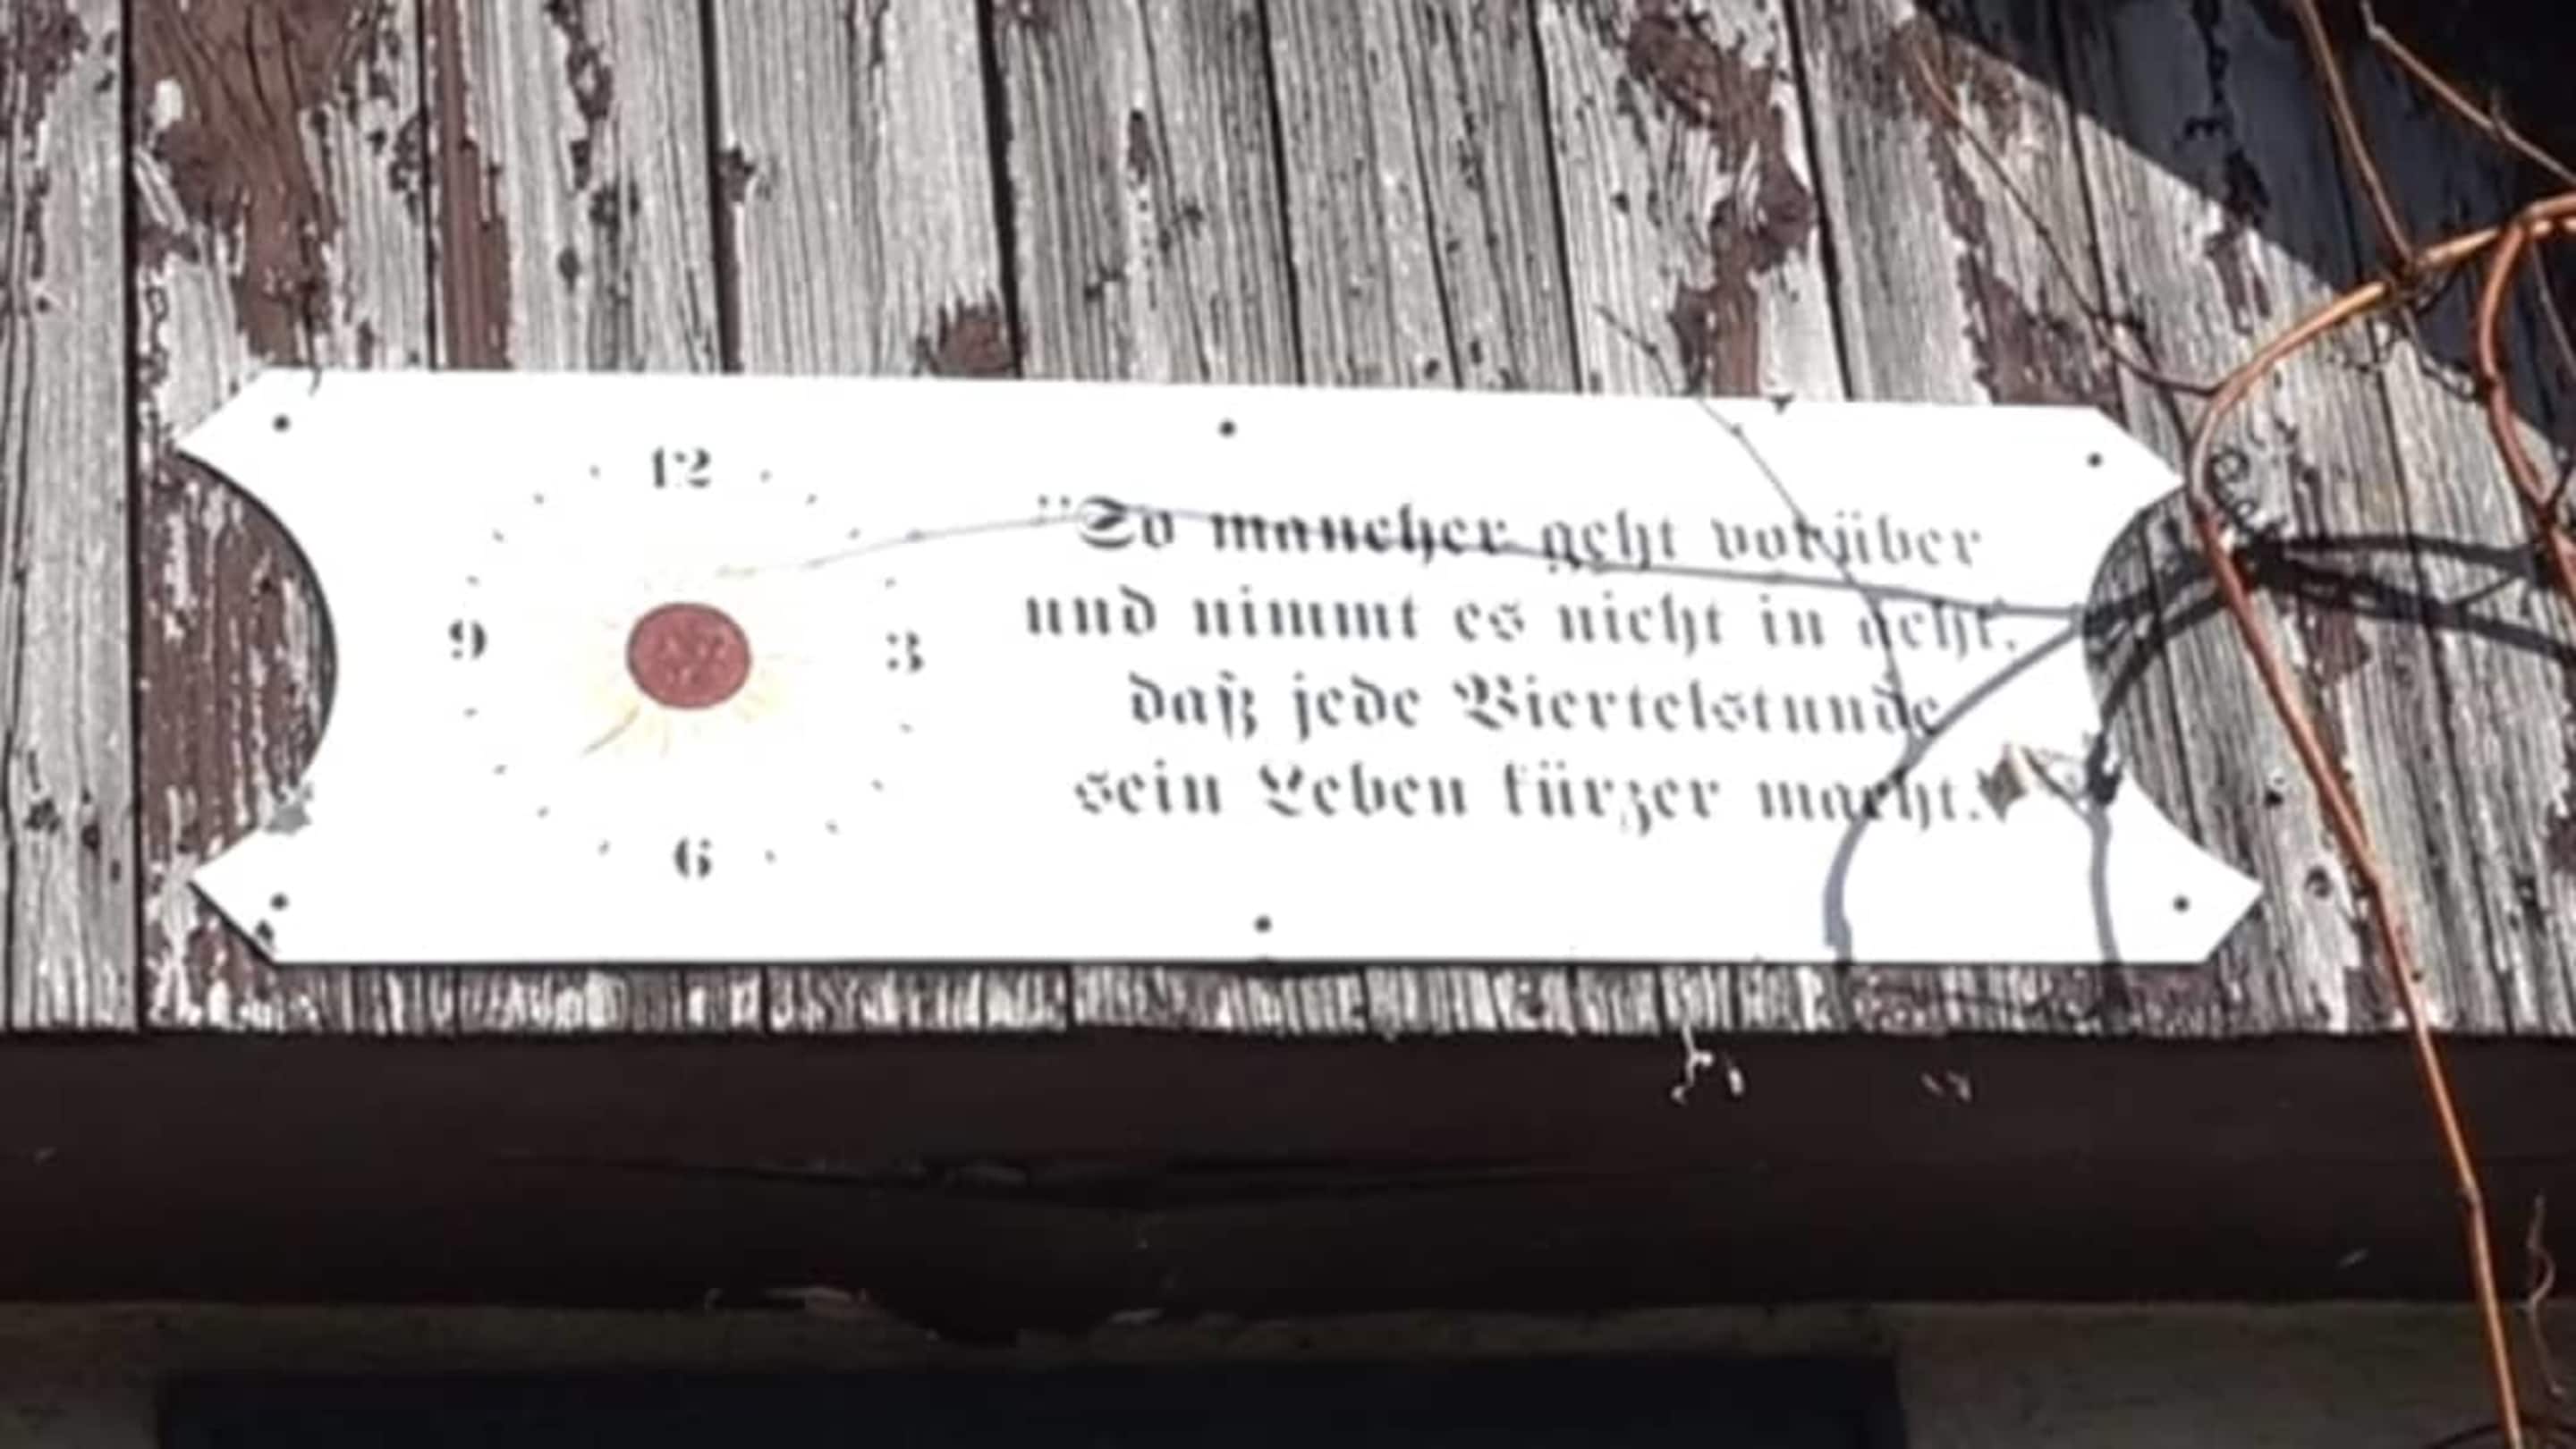 12
9
3
6
"So mancher geht vorüber
und nimmt es nicht in acht,
daß jede Viertelstunde
sein Leben kürzer macht."